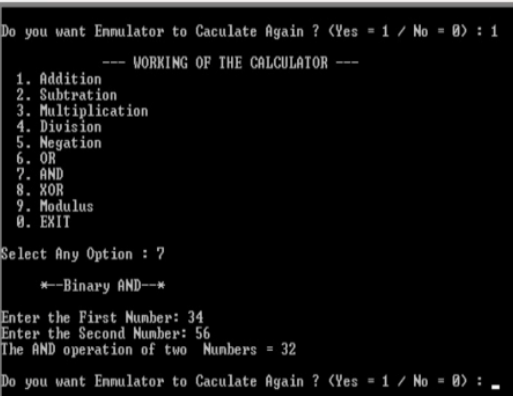 Do you want Emmulator to Caculate Again ? (Yes = 1 / No = 0) : 1
--- WORKING OF THE CALCULATOR ---
1. Addition
2. Subtration
3. Multiplication
4. Division
5. Negation
6. OR
7. AND
8. XOR
9. Modulus
0. EXIT
Select Any Option : 7
*--Binary AND--*
Enter the First Number: 34
Enter the Second Number: 56
The AND operation of two  Numbers = 32
Do you want Emmulator to Caculate Again ? (Yes = 1 / No = 0) : _